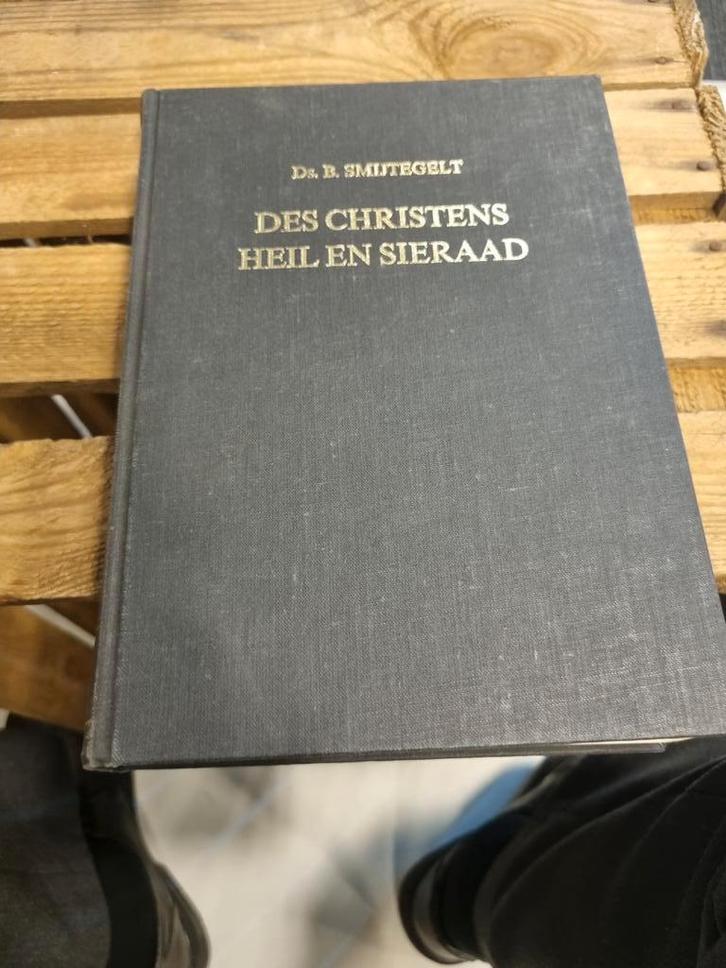 Ds. B. SMIJTEGELT
DES CHRISTENS
HEIL EN SIERAAD